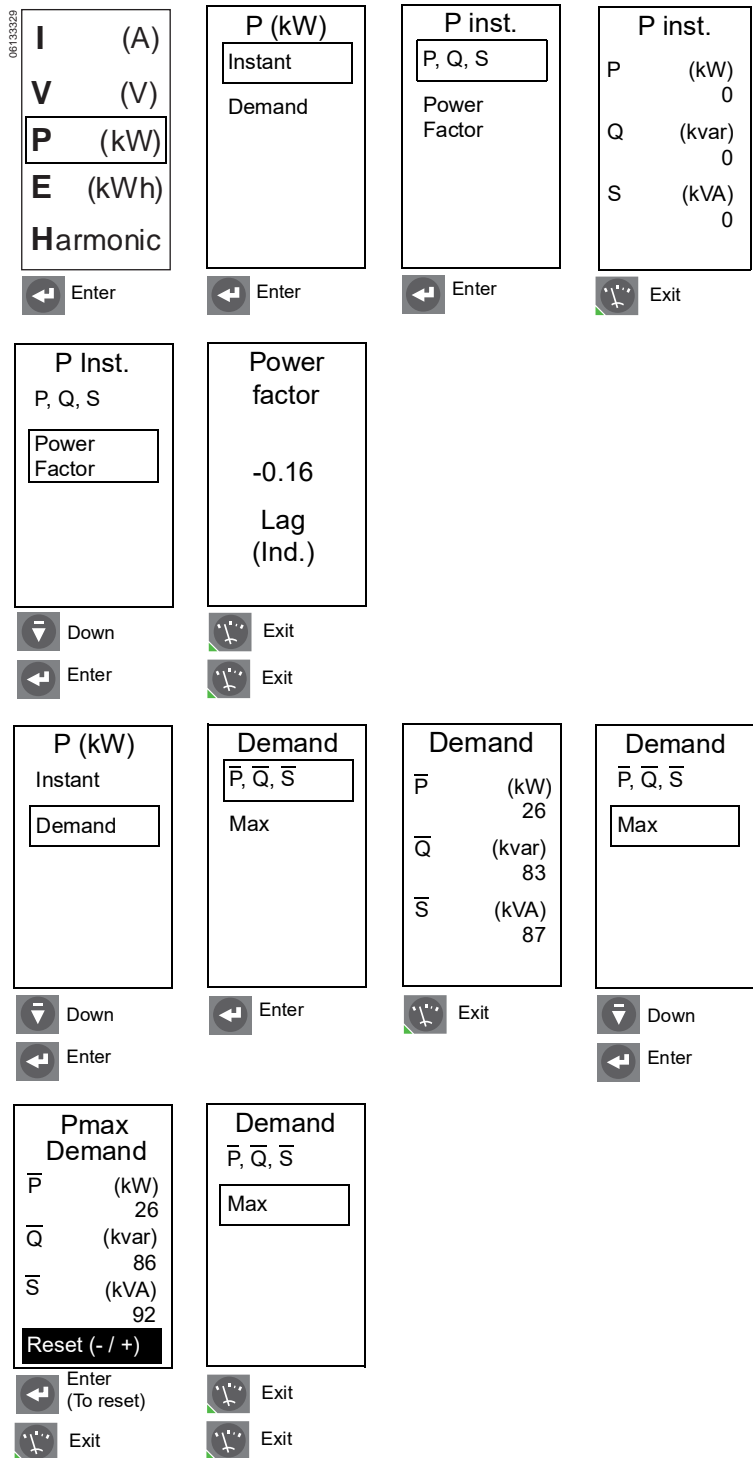 06133329
I (A)
V (V)
P (kW)
E (kWh)
Harmonic
Enter
P (kW)
Instant
Demand
Enter
P inst.
P, Q, S
Power
Factor
Enter
P inst.
P (kW)
0
Q (kvar)
0
S (kVA)
0
Exit
P Inst.
P, Q, S
Power
Factor
Down
Enter
Power
factor
-0.16
Lag
(Ind.)
Exit
Exit
P (kW)
Instant
Demand
Down
Enter
Demand
P̅, Q̅, S̅
Max
Enter
Demand
P̅ (kW)
26
Q̅ (kvar)
83
S̅ (kVA)
87
Exit
Demand
P̅, Q̅, S̅
Max
Down
Enter
Pmax
Demand
P̅ (kW)
26
Q̅ (kvar)
86
S̅ (kVA)
92
Reset (- / +)
Enter
(To reset)
Exit
Demand
P̅, Q̅, S̅
Max
Exit
Exit